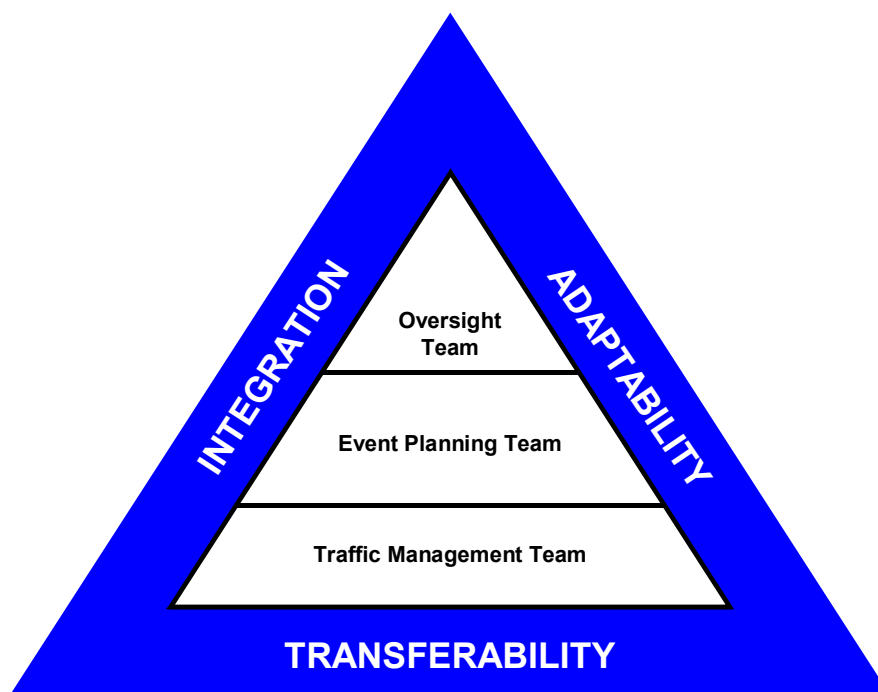 INTEGRATION
ADAPTABILITY
Oversight
Team
Event Planning Team
Traffic Management Team
TRANSFERABILITY